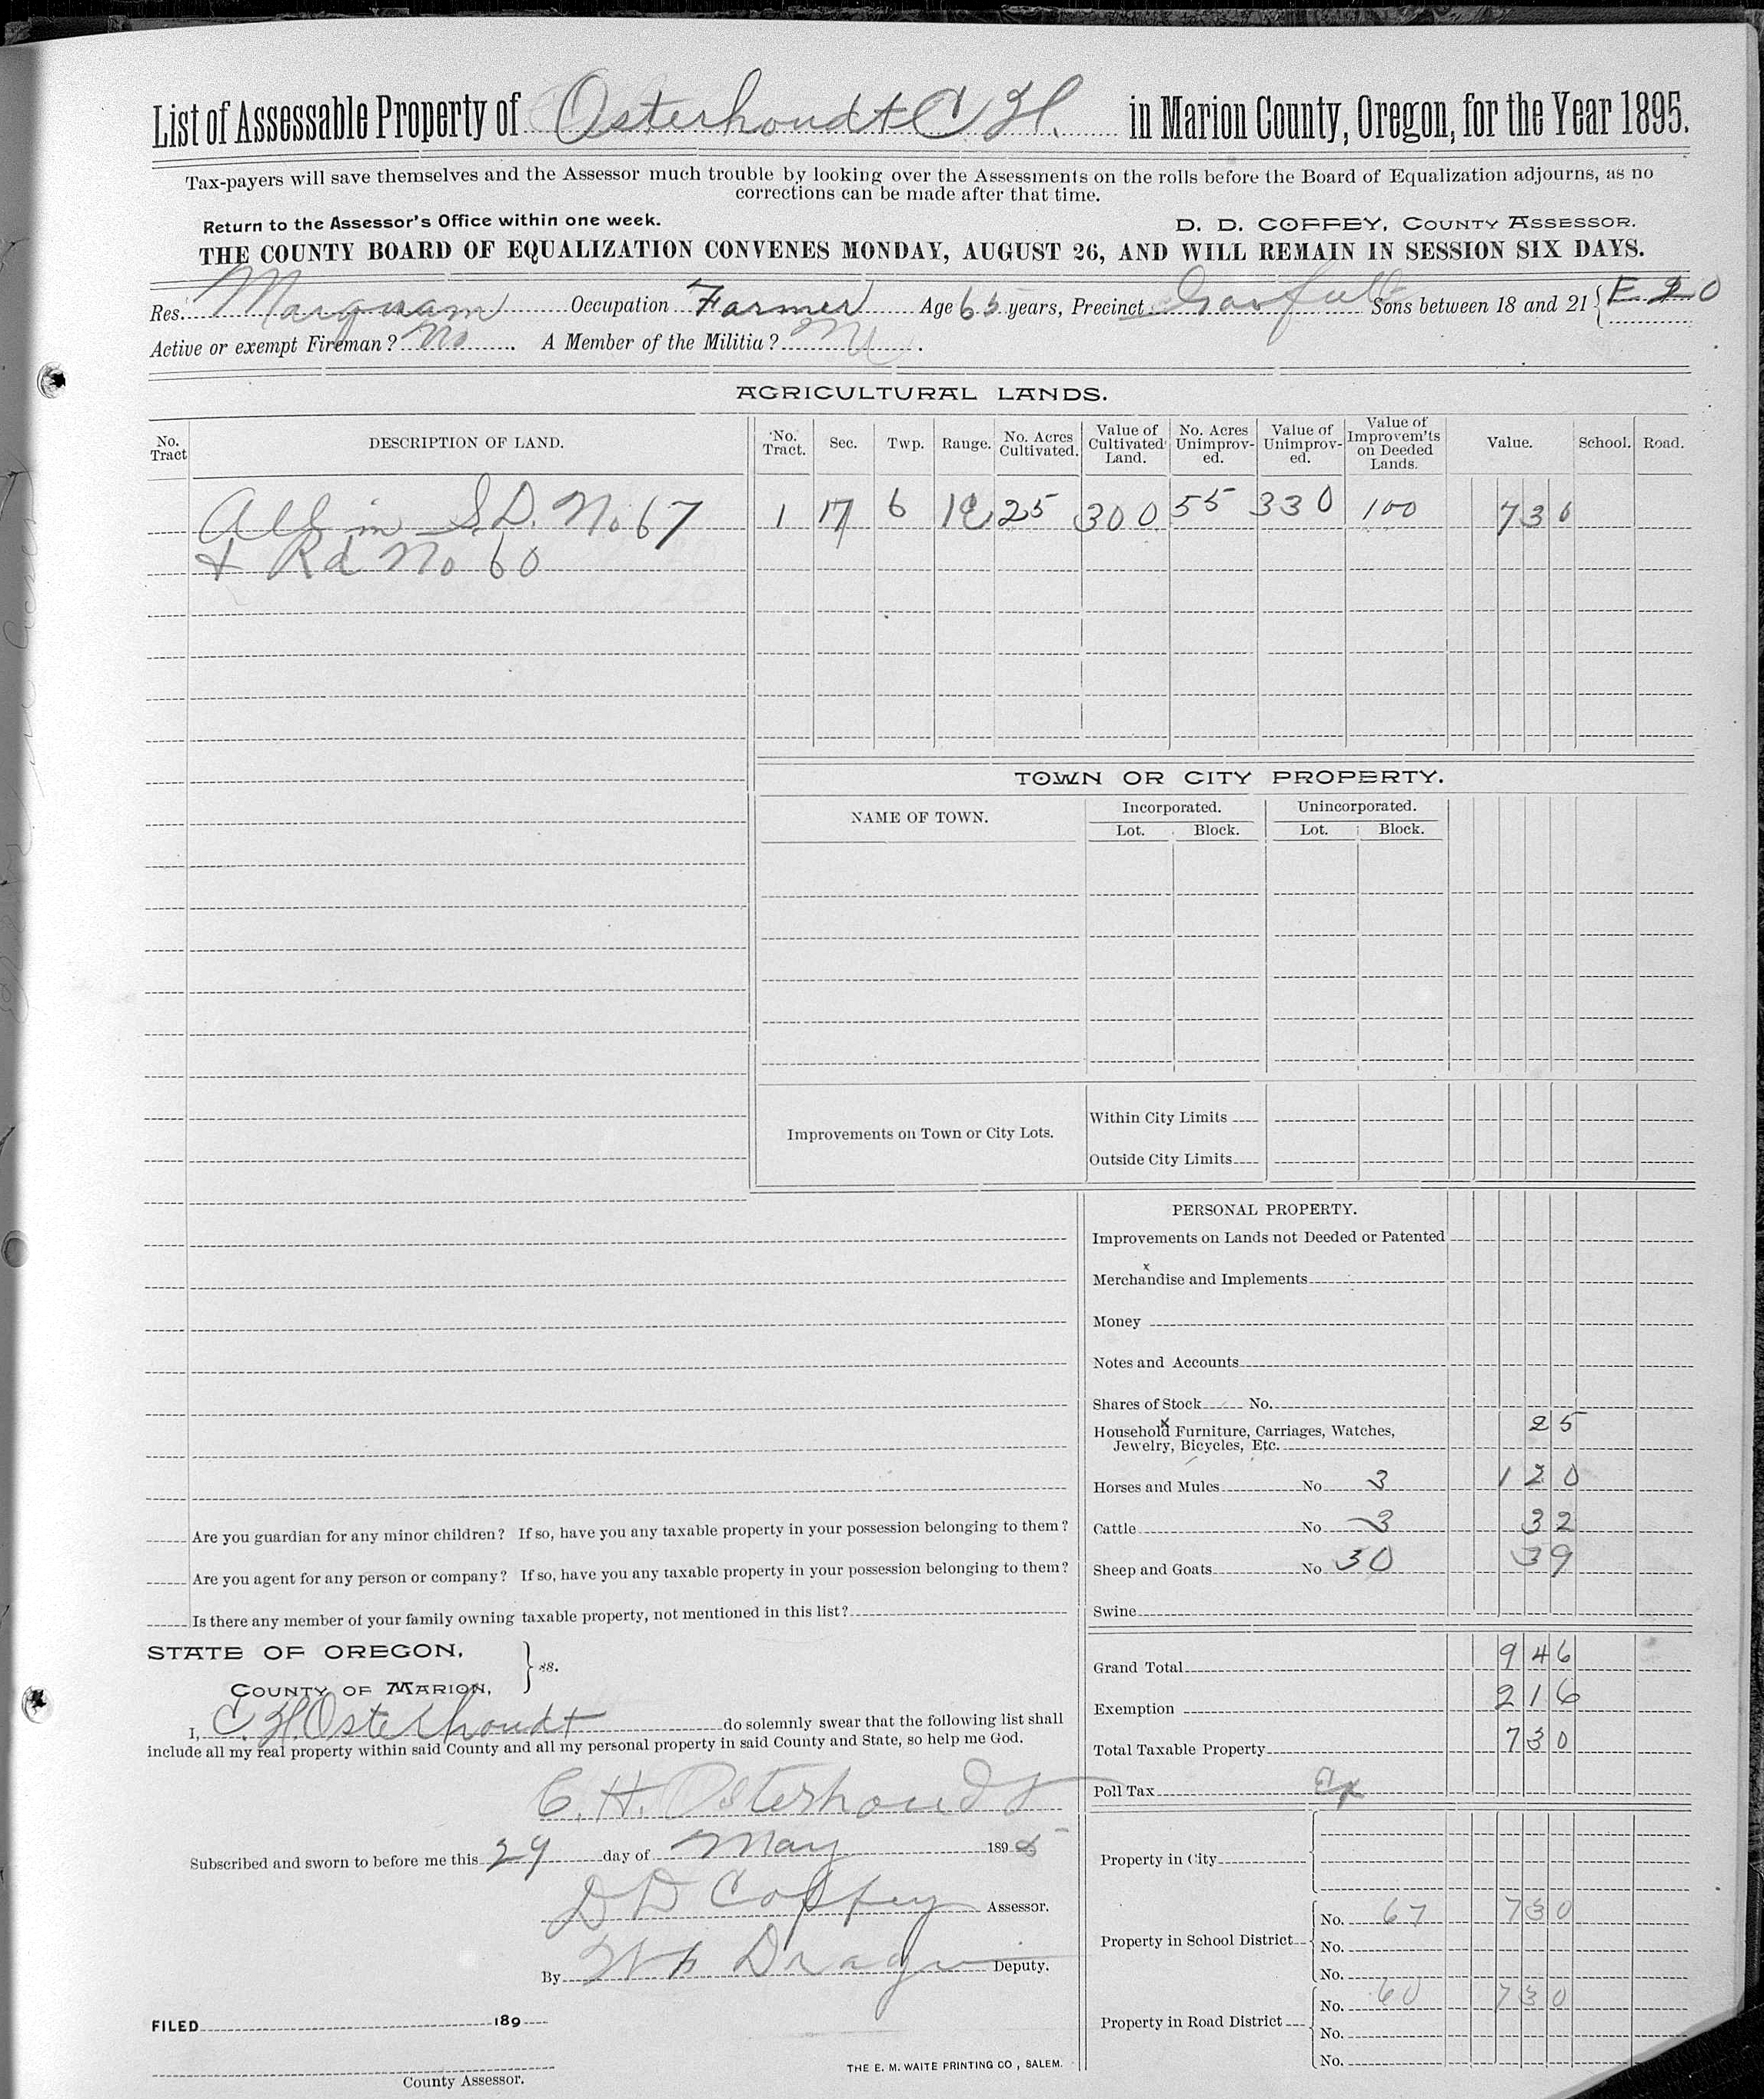 List of Assessable Property of Osterhoudt C H. in Marion County, Oregon, for the Year 1895.
Tax-payers will save themselves and the Assessor much trouble by looking over the Assessments on the rolls before the Board of Equalization adjourns, as no
corrections can be made after that time.
Return to the Assessor's Office within one week. D. D. COFFEY, COUNTY ASSESSOR.
THE COUNTY BOARD OF EQUALIZATION CONVENES MONDAY, AUGUST 26, AND WILL REMAIN IN SESSION SIX DAYS.
Res. Marquam Occupation Farmer Age 65 years, Precinct Sons between 18 and 21 {
Active or exempt Fireman? No A Member of the Militia?
AGRICULTURAL LANDS.
No. Tract DESCRIPTION OF LAND. No. Tract. Sec. Twp. Range. No. Acres Cultivated. Value of Cultivated Land. No. Acres Unimproved. Value of Unimproved. Value of Improvem'ts on Deeded Lands. Value. School. Road.
All in S.D. No 67 1 17 6 1E 25 300 55 330 100 730
& Rd No 60
TOWN OR CITY PROPERTY.
NAME OF TOWN. Incorporated. Unincorporated.
Lot. Block. Lot. Block.
Improvements on Town or City Lots. Within City Limits
Outside City Limits
PERSONAL PROPERTY.
Improvements on Lands not Deeded or Patented
x
Merchandise and Implements
Money
Notes and Accounts
Shares of Stock No.
x
Household Furniture, Carriages, Watches, 25
Jewelry, Bicycles, Etc.
Horses and Mules No 3 120
Cattle No 3 32
Sheep and Goats No 30 39
Swine
Are you guardian for any minor children? If so, have you any taxable property in your possession belonging to them?
Are you agent for any person or company? If so, have you any taxable property in your possession belonging to them?
Is there any member of your family owning taxable property, not mentioned in this list?
STATE OF OREGON,
COUNTY OF MARION, } ss.
I, C. H. Osterhoudt do solemnly swear that the following list shall
include all my real property within said County and all my personal property in said County and State, so help me God.
C. H. Osterhoudt
Subscribed and sworn to before me this 29 day of May 1895
D D Coffey Assessor.
By Deputy.
FILED 189
County Assessor.
THE E. M. WAITE PRINTING CO, SALEM.
Grand Total 946
Exemption 216
Total Taxable Property 730
Poll Tax Ex
Property in City
Property in School District No. 67 730
No.
No.
Property in Road District No. 60 730
No.
No.